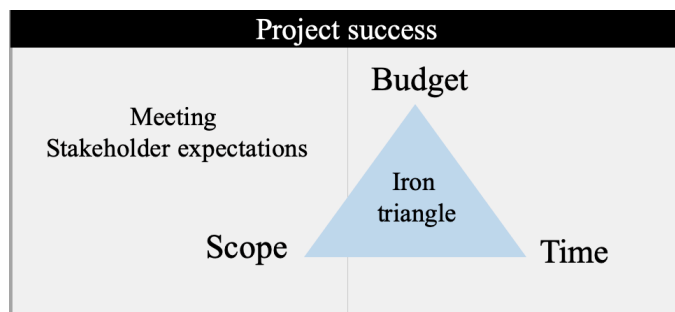 Project success
Budget
Meeting
Stakeholder expectations
Iron
triangle
Scope
Time